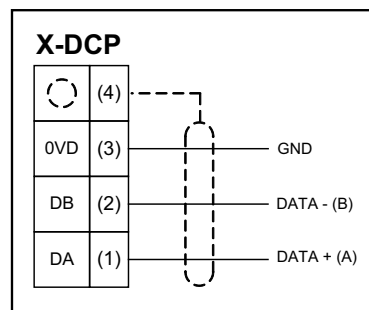 X-DCP
(4)
0VD (3) GND
DB (2) DATA - (B)
DA (1) DATA + (A)